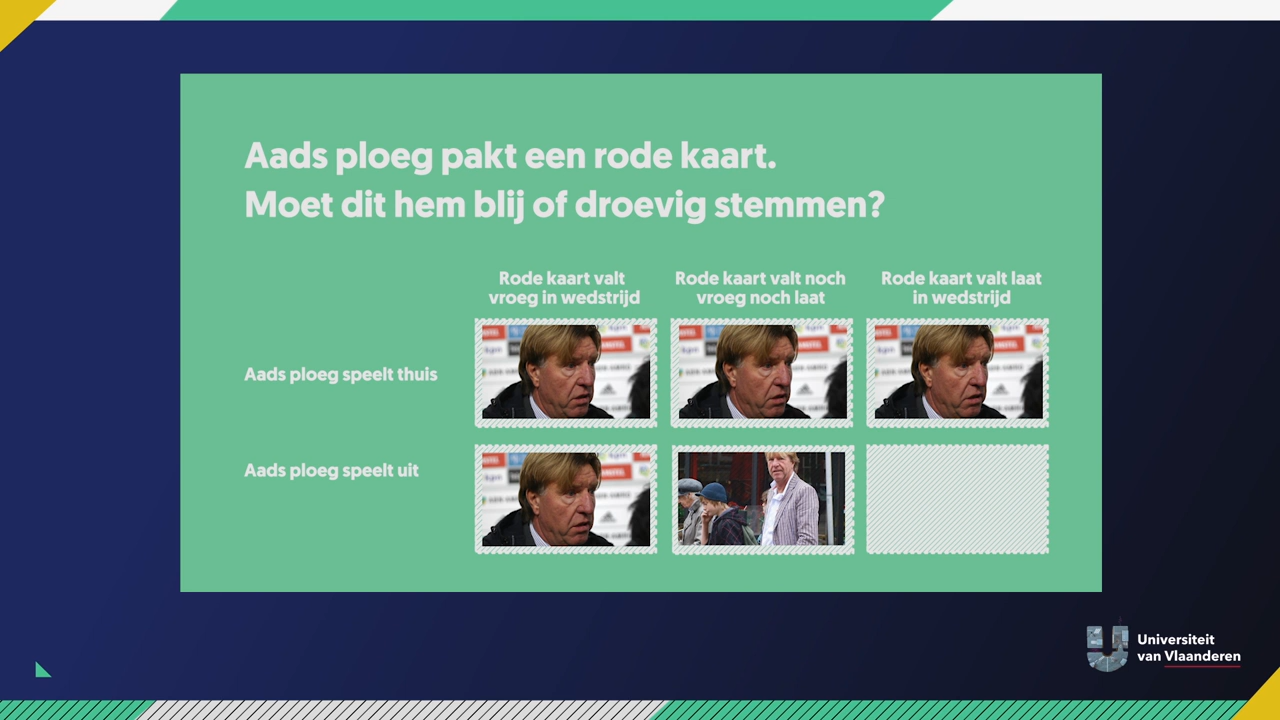 Aads ploeg pakt een rode kaart.
Moet dit hem blij of droevig stemmen?
Rode kaart valt
vroeg in wedstrijd
Rode kaart valt noch
vroeg noch laat
Rode kaart valt laat
in wedstrijd
Aads ploeg speelt thuis
Aads ploeg speelt uit
Universiteit
van Vlaanderen